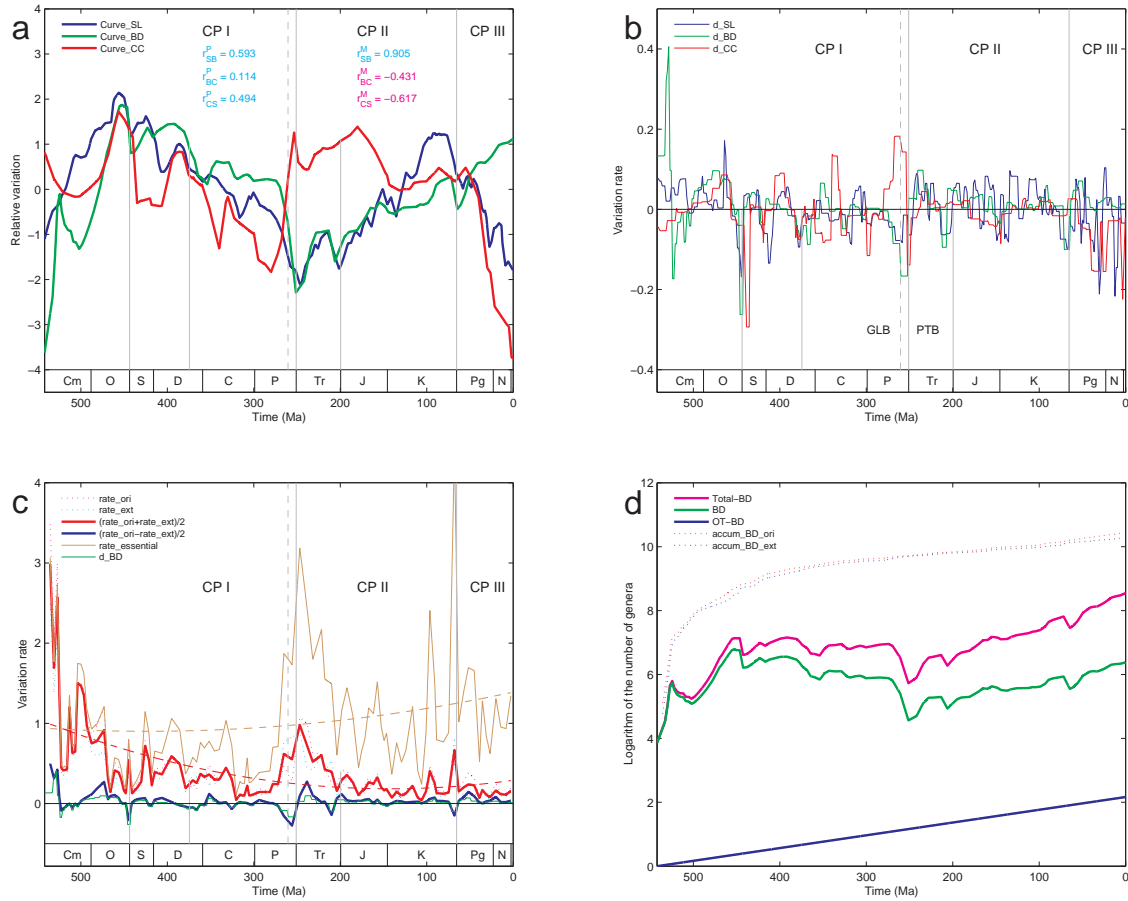 a
Curve_SL
Curve_BD
Curve_CC
CP I
CP II
CP III
r^P_SB = 0.593
r^P_BC = 0.114
r^P_CS = 0.494
r^M_SB = 0.905
r^M_BC = −0.431
r^M_CS = −0.617
Relative variation
4
3
2
1
0
−1
−2
−3
−4
Cm O S D C P Tr J K Pg N
500 400 300 200 100 0
Time (Ma)
b
d_SL
d_BD
d_CC
CP I
CP II
CP III
Variation rate
0.4
0.2
0
−0.2
−0.4
GLB
PTB
Cm O S D C P Tr J K Pg N
500 400 300 200 100 0
Time (Ma)
c
rate_ori
rate_ext
(rate_ori+rate_ext)/2
(rate_ori−rate_ext)/2
rate_essential
d_BD
CP I
CP II
CP III
Variation rate
4
3
2
1
0
Cm O S D C P Tr J K Pg N
500 400 300 200 100 0
Time (Ma)
d
Total−BD
BD
OT−BD
accum_BD_ori
accum_BD_ext
Logarithm of the number of genera
12
10
8
6
4
2
0
500 400 300 200 100 0
Time (Ma)